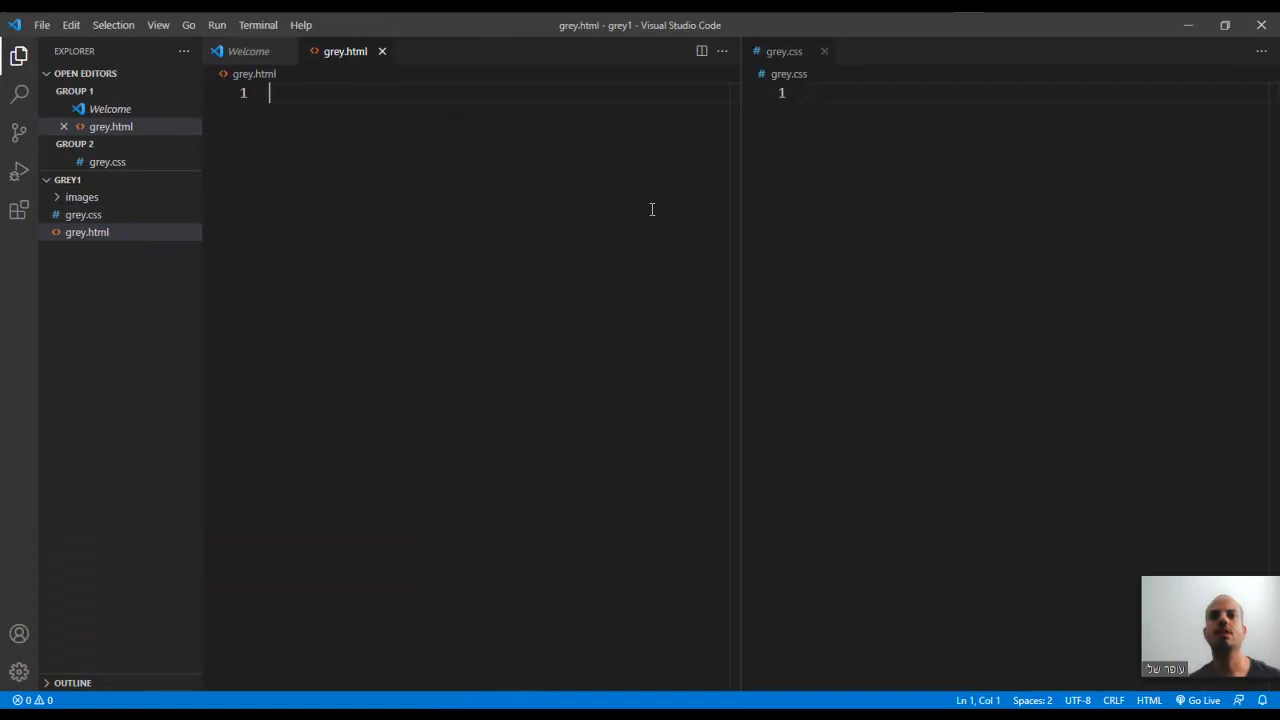 File Edit Selection View Go Run Terminal Help
grey.html - grey1 - Visual Studio Code
EXPLORER
OPEN EDITORS
GROUP 1
Welcome
grey.html
GROUP 2
grey.css
GREY1
images
grey.css
grey.html
OUTLINE
Welcome
grey.html
grey.html
1
grey.css
grey.css
1
עופר של
0 0
Ln 1, Col 1
Spaces: 2
UTF-8
CRLF
HTML
Go Live